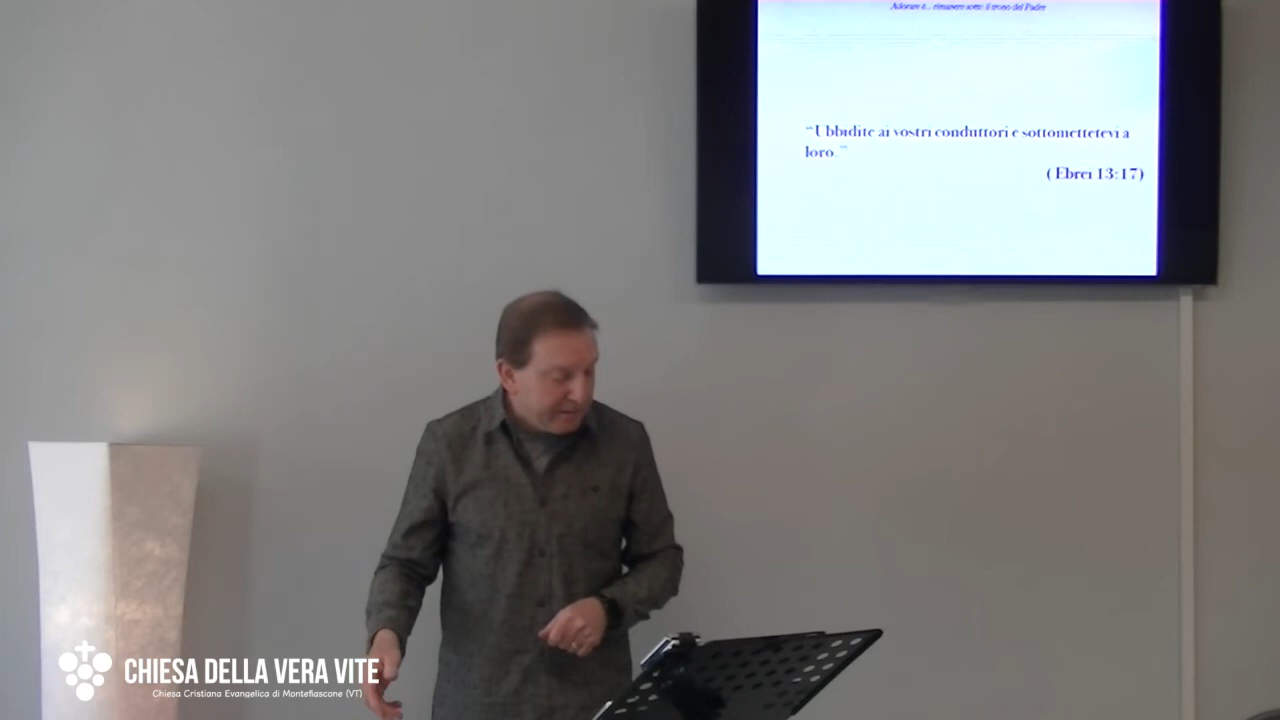 Adorare è... rimanere sotto il trono del Padre
“Ubbidite ai vostri conduttori e sottomettetevi a
loro.”
( Ebrei 13:17)
CHIESA DELLA VERA VITE
Chiesa Cristiana Evangelica di Montefiascone (VT)